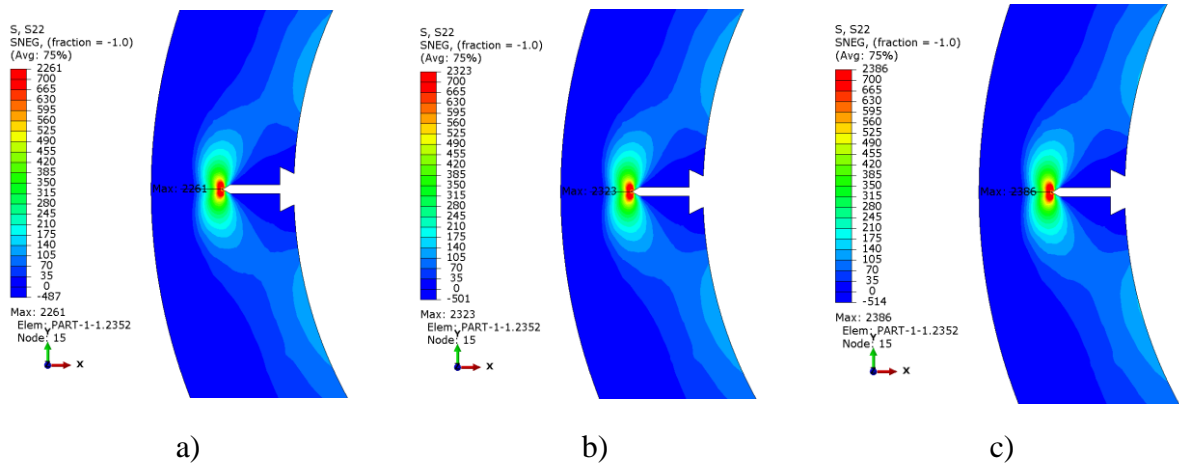 S, S22
SNEG, (fraction = -1.0)
(Avg: 75%)
2261
700
665
630
595
560
525
490
455
420
385
350
315
280
245
210
175
140
105
70
35
0
-487
Max: 2261
Elem: PART-1-1.2352
Node: 15
Y
X
Max: 2261
a)
S, S22
SNEG, (fraction = -1.0)
(Avg: 75%)
2323
700
665
630
595
560
525
490
455
420
385
350
315
280
245
210
175
140
105
70
35
0
-501
Max: 2323
Elem: PART-1-1.2352
Node: 15
Y
X
Max: 2323
b)
S, S22
SNEG, (fraction = -1.0)
(Avg: 75%)
2386
700
665
630
595
560
525
490
455
420
385
350
315
280
245
210
175
140
105
70
35
0
-514
Max: 2386
Elem: PART-1-1.2352
Node: 15
Y
X
Max: 2386
c)